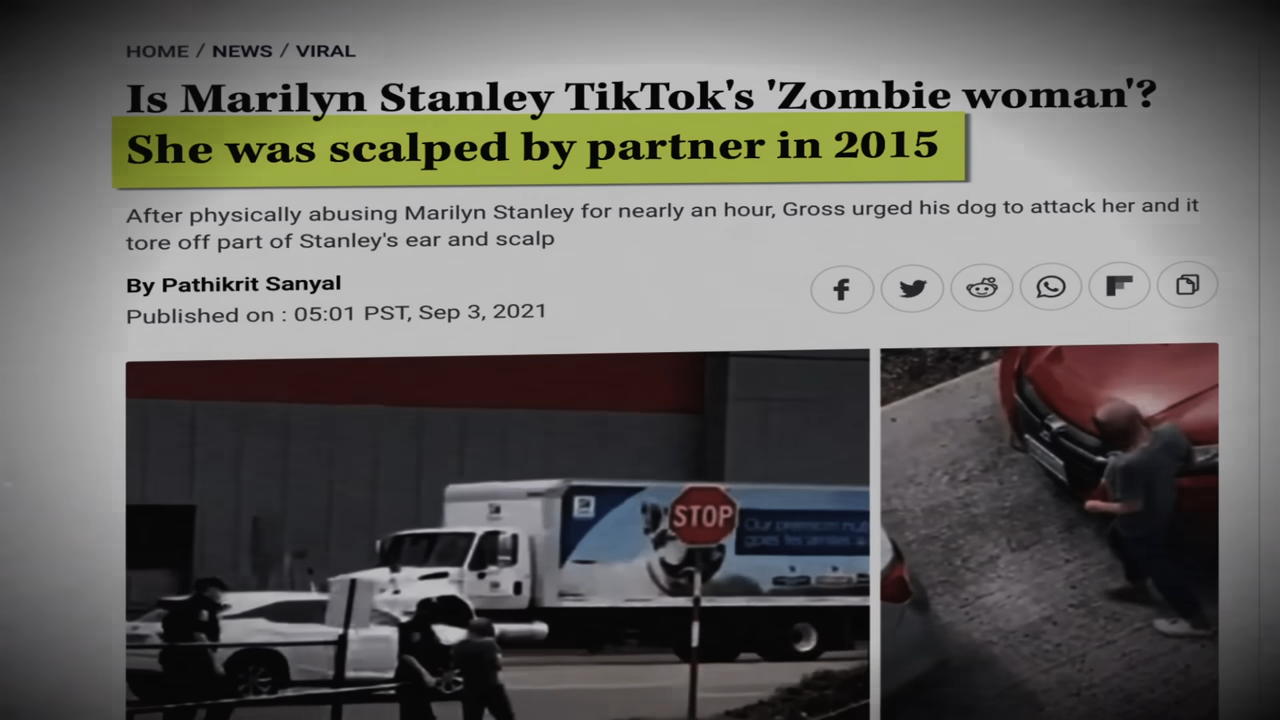 HOME / NEWS / VIRAL
Is Marilyn Stanley TikTok's 'Zombie woman'?
She was scalped by partner in 2015
After physically abusing Marilyn Stanley for nearly an hour, Gross urged his dog to attack her and it
tore off part of Stanley's ear and scalp
By Pathikrit Sanyal
Published on : 05:01 PST, Sep 3, 2021
STOP
Our premium